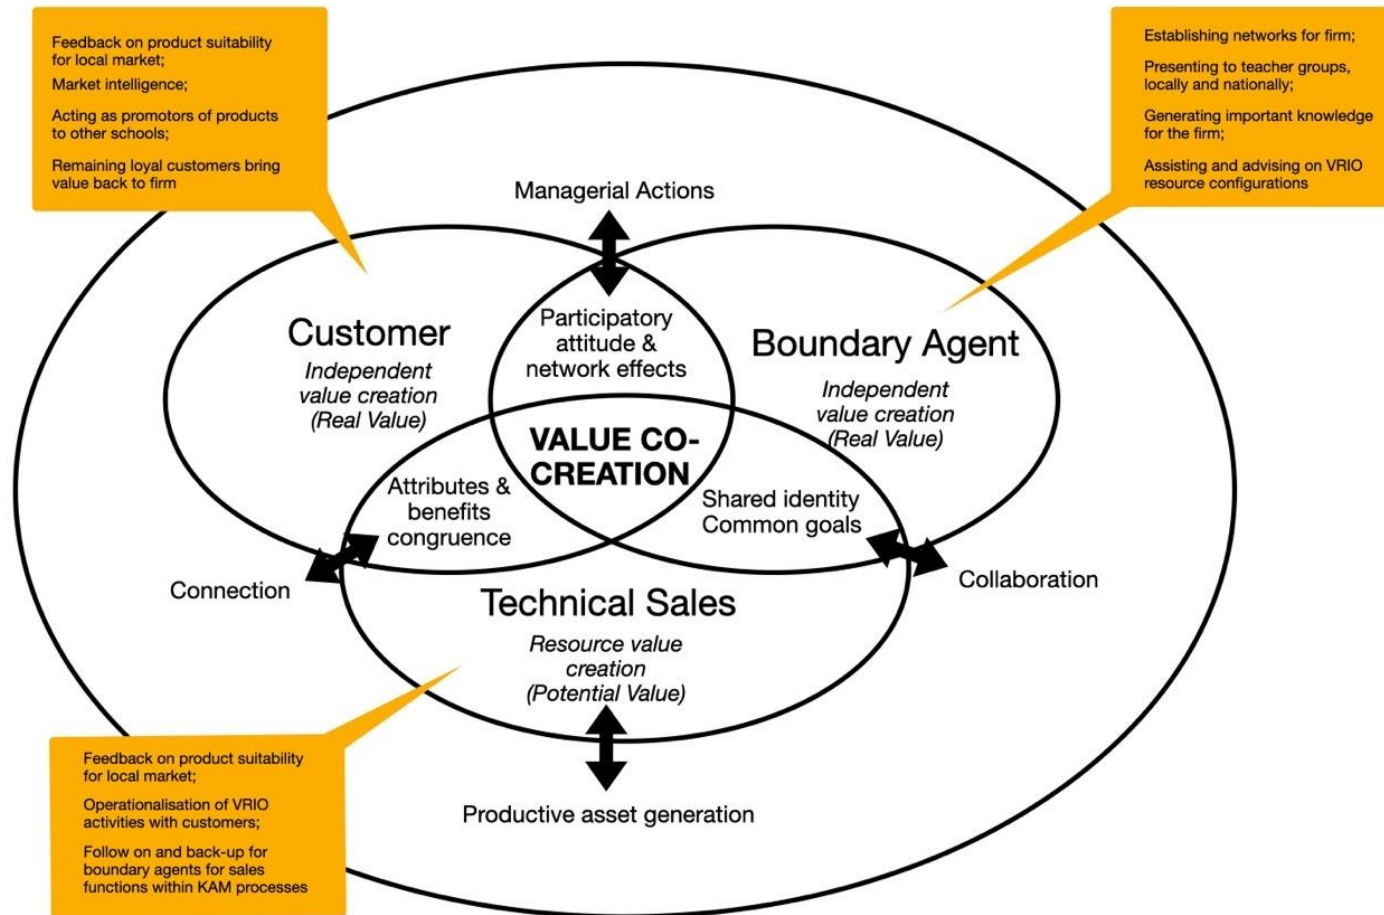 Feedback on product suitability
for local market;
Market intelligence;
Acting as promotors of products
to other schools;
Remaining loyal customers bring
value back to firm
Establishing networks for firm;
Presenting to teacher groups,
locally and nationally;
Generating important knowledge
for the firm;
Assisting and advising on VRIO
resource configurations
Managerial Actions
Customer
Independent
value creation
(Real Value)
Participatory
attitude &
network effects
Boundary Agent
Independent
value creation
(Real Value)
VALUE CO-
CREATION
Attributes &
benefits
congruence
Shared identity
Common goals
Connection
Collaboration
Technical Sales
Resource value
creation
(Potential Value)
Productive asset generation
Feedback on product suitability
for local market;
Operationalisation of VRIO
activities with customers;
Follow on and back-up for
boundary agents for sales
functions within KAM processes